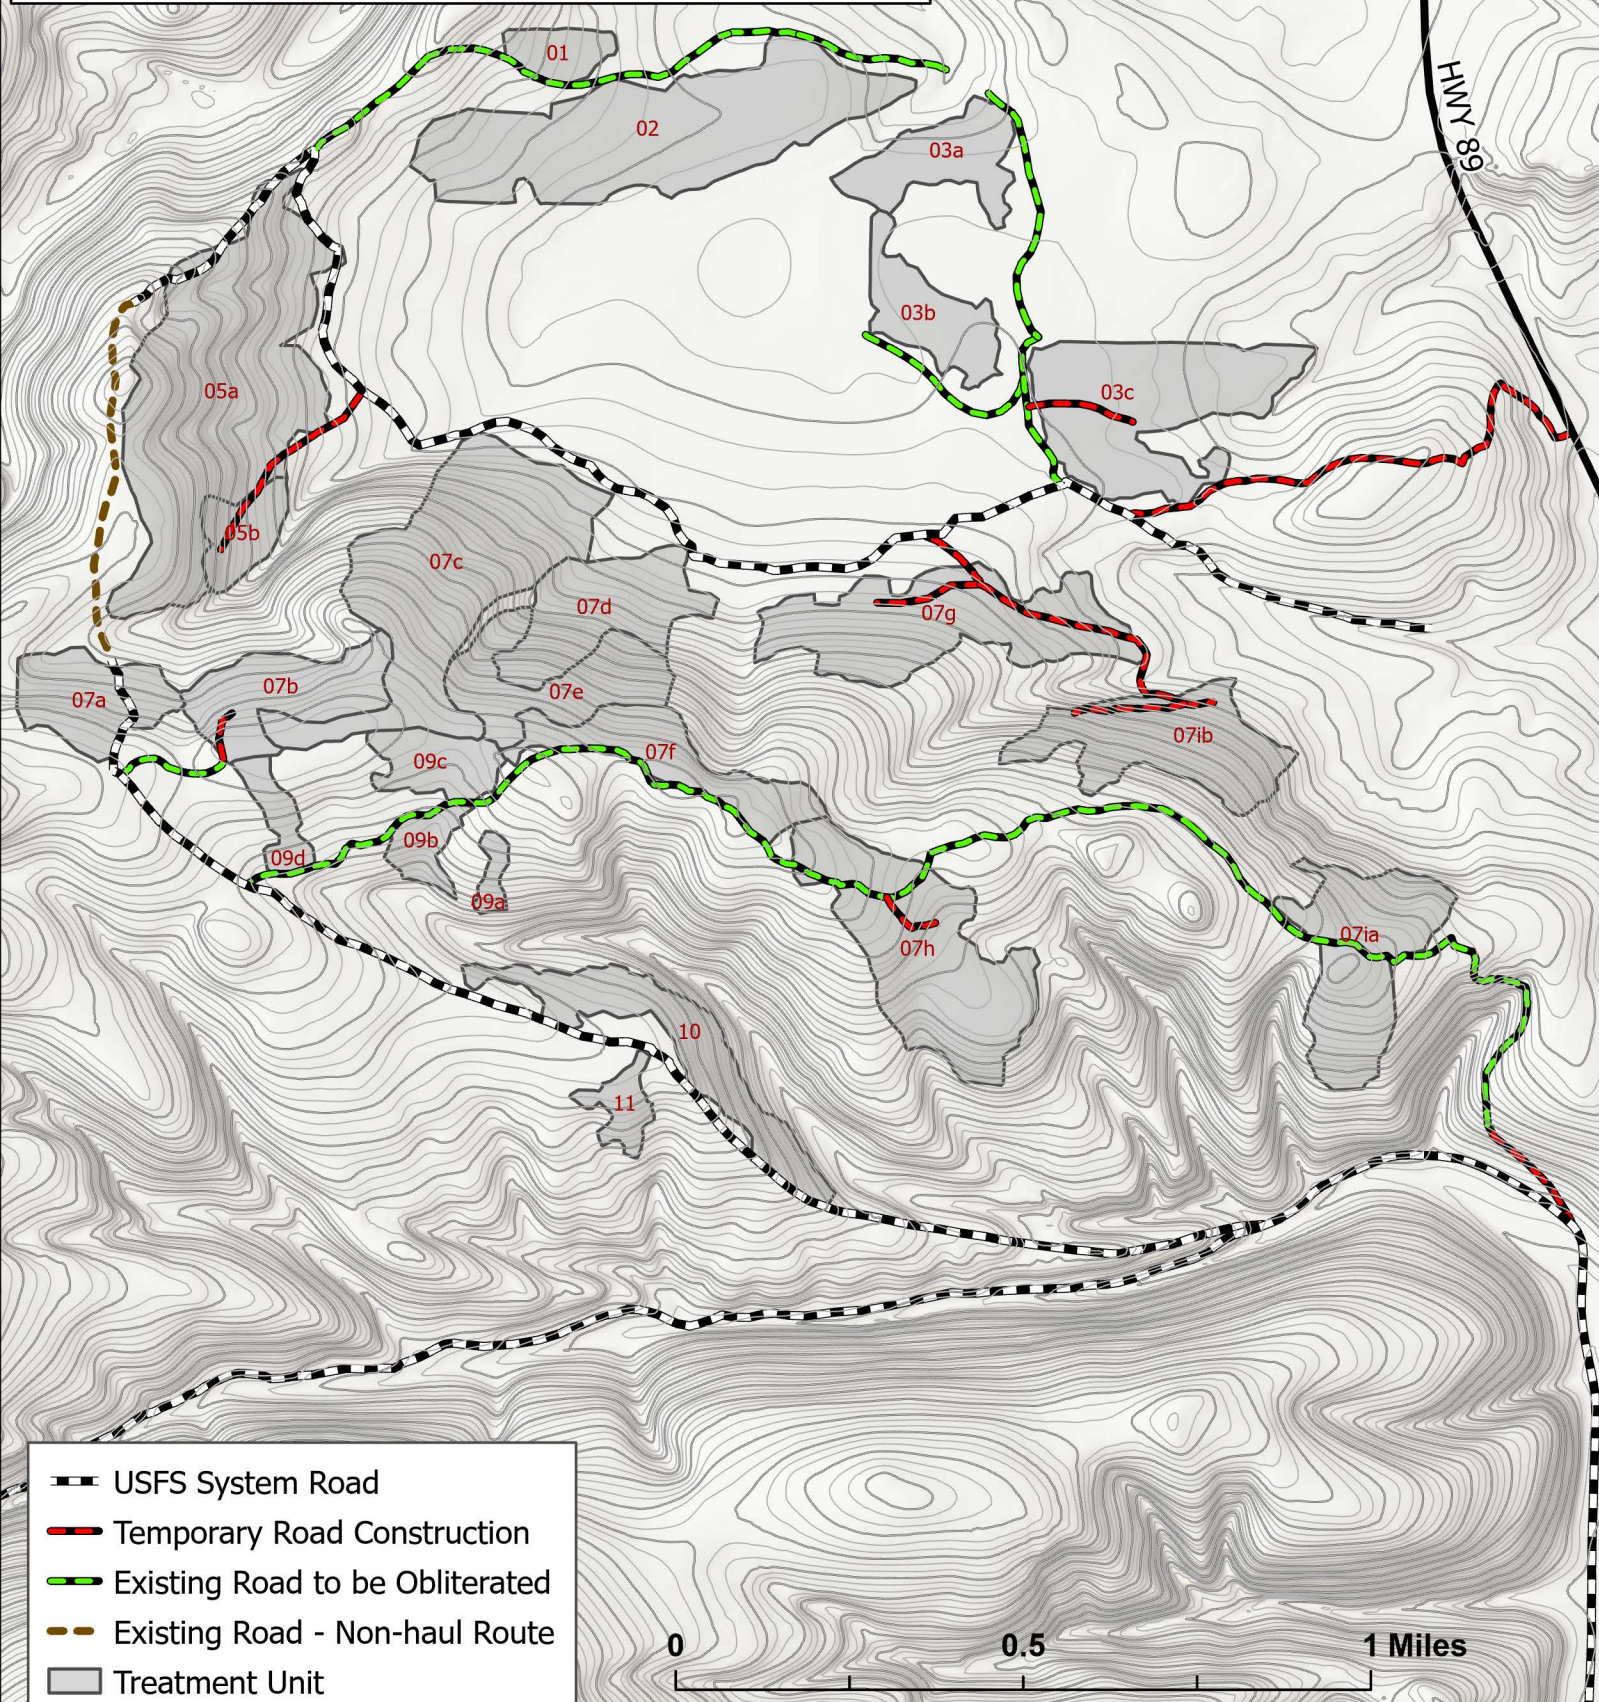 01
02
HWY 89
03a
03b
05a
03c
05b
07c
07d
07g
07b
07e
07a
07ib
07f
09c
09b
09d
09a
07ia
07h
10
11
USFS System Road
Temporary Road Construction
Existing Road to be Obliterated
Existing Road - Non-haul Route
Treatment Unit
0 0.5 1 Miles